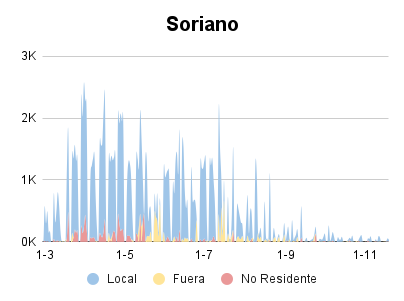 Soriano
3K
2K
1K
0K
1-3 1-5 1-7 1-9 1-11
Local Fuera No Residente